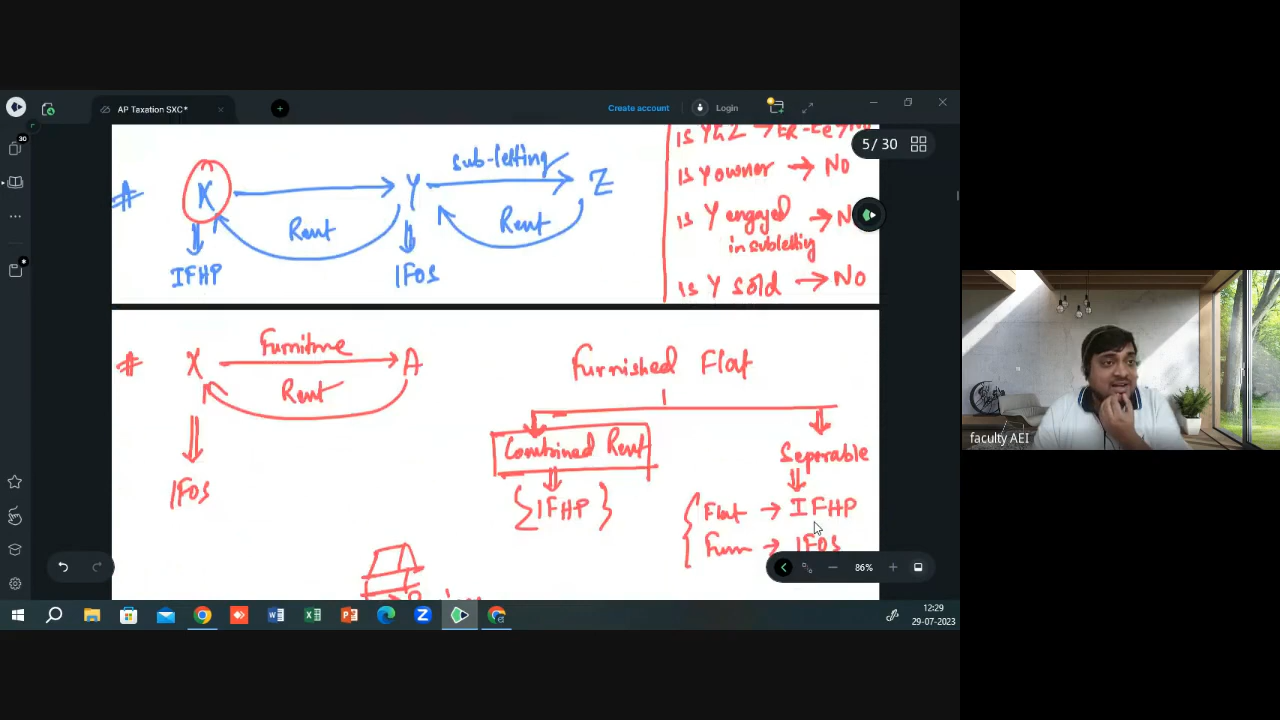 AP Taxation SXC*
Create account
Login
30
5 / 30
#
X
Y
sub-letting
Z
Rent
Rent
IFHP
IFOS
is Y owner → No
is Y engaged → N
in subletting
is Y sold → No
#
X
Furniture
A
Rent
IFOS
Furnished Flat
Combined Rent
{IFHP}
Seperable
Flat → IFHP
Furn → IFOS
86%
faculty AEI
12:29
29-07-2023